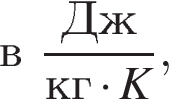 в Дж/кг · K,